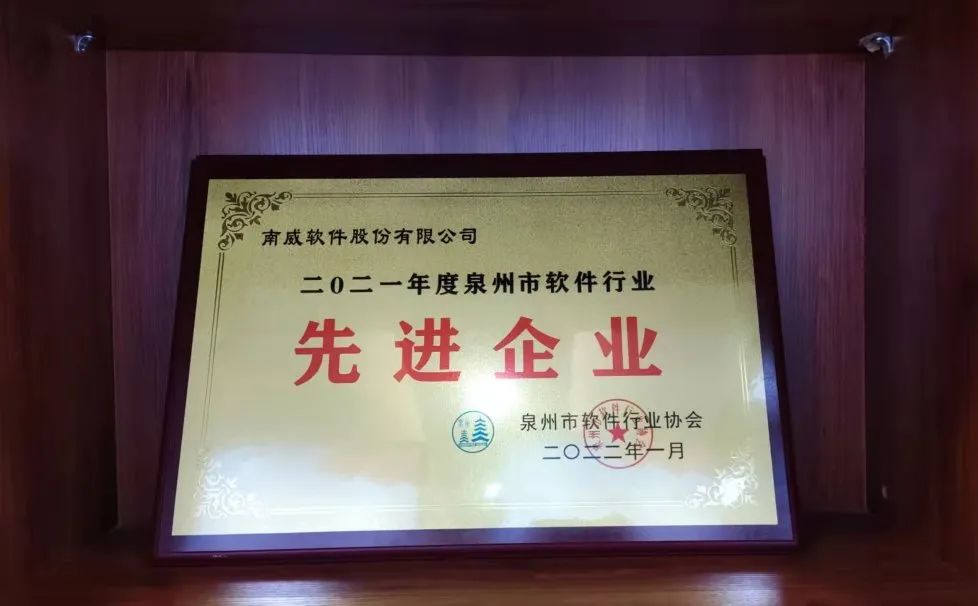 南威软件股份有限公司
二0二一年度泉州市软件行业
先进企业
泉州市软件行业协会
二〇二二年一月